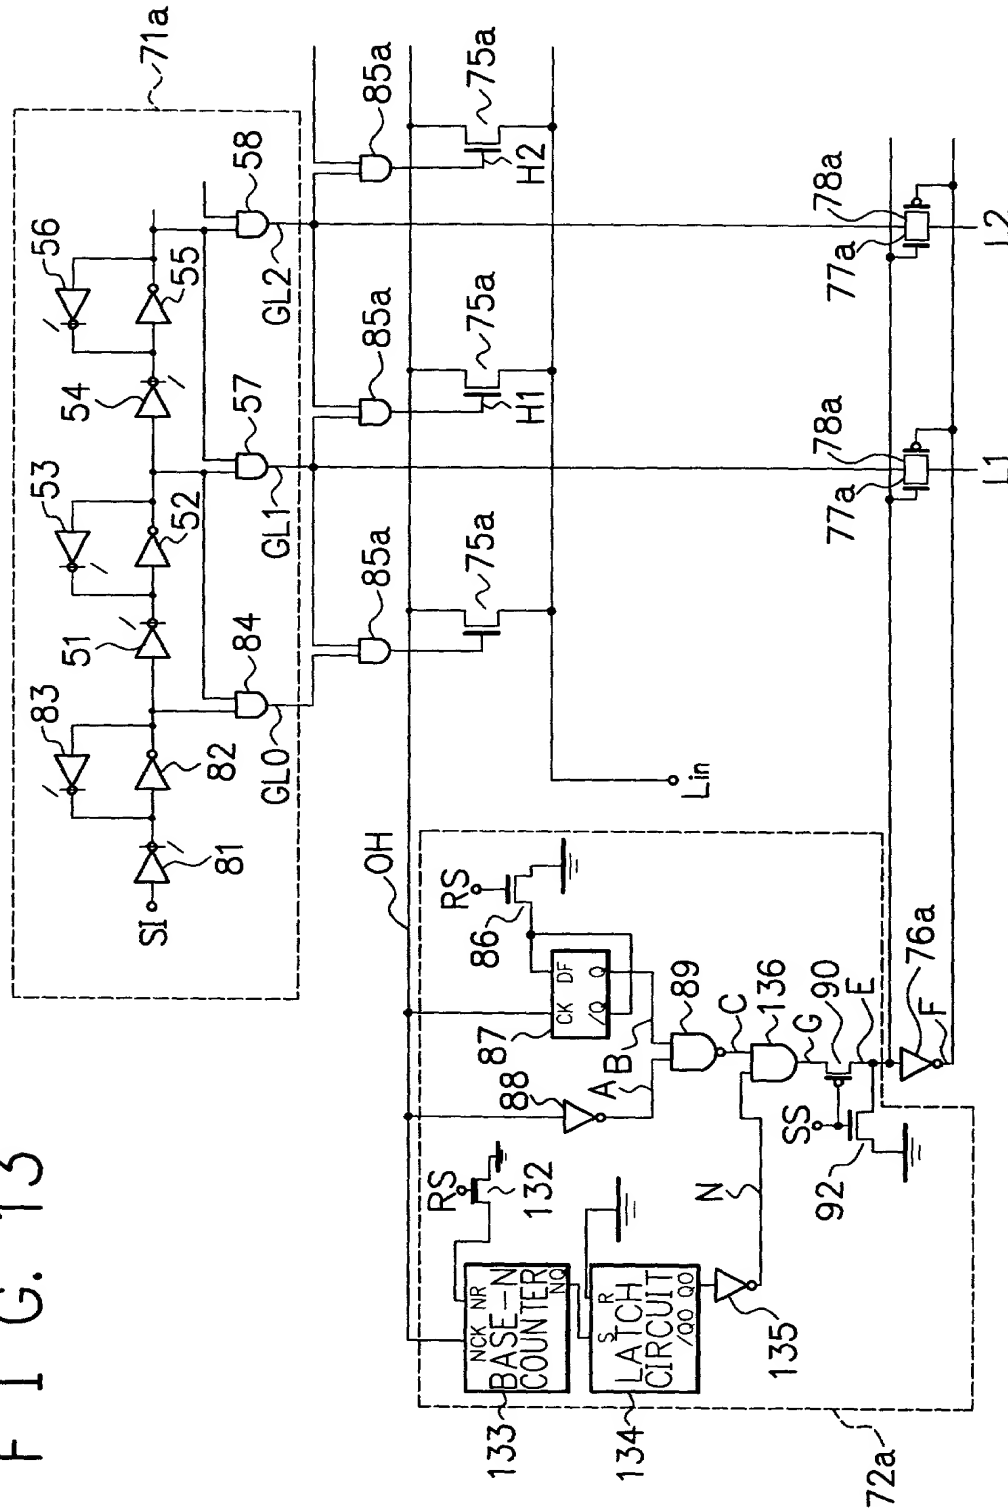 FIG. 13
71a
56
53
83
55
54
52
51
82
81
SI
58
57
84
GL2
GL1
GL0
85a
85a
85a
OH
75a
75a
75a
H2
H1
Lin
RS
86
CK DF
/Q Q
87
88
A
B
89
C
136
G
90
E
SS
92
76a
F
RS
132
NCK NR
BASE-N
COUNTER
NQ
133
S R
LATCH
CIRCUIT
/QO QO
134
135
N
72a
77a
78a
L1
77a
78a
L2